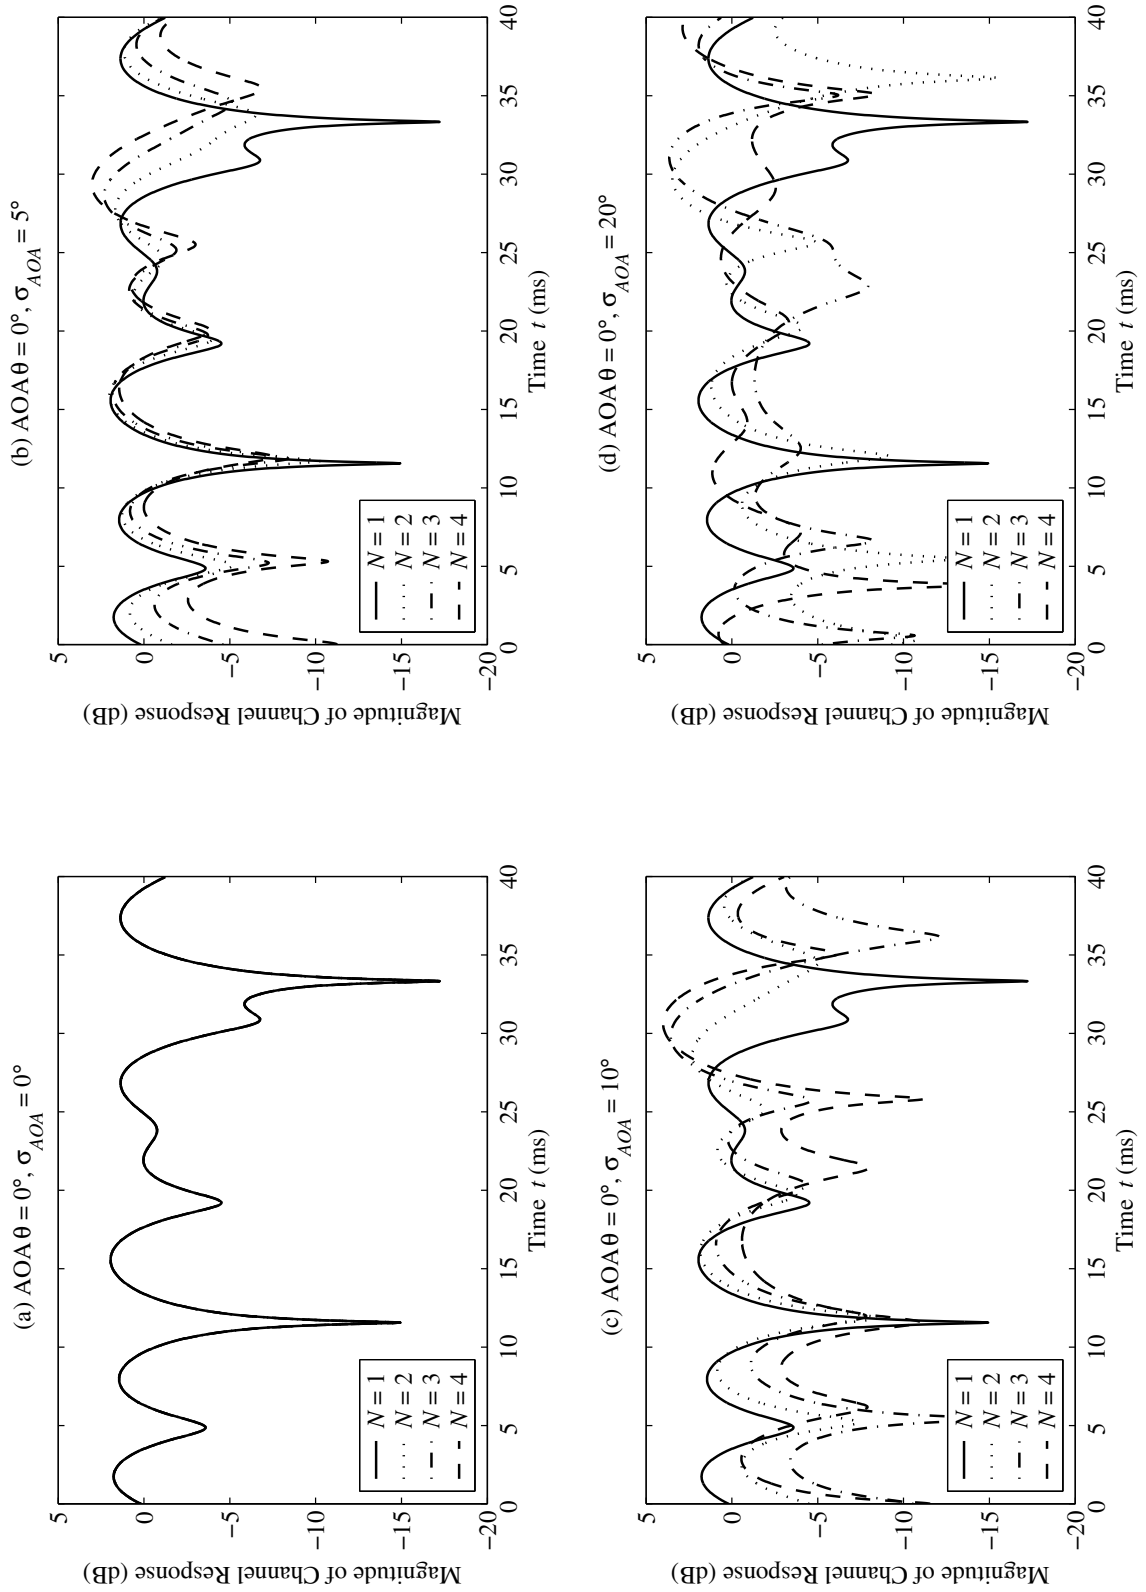 (a) AOA θ = 0°, σ_AOA = 0°
Magnitude of Channel Response (dB)
5
0
−5
−10
−15
−20
0
5
10
15
20
25
30
35
40
Time t (ms)
N = 1
N = 2
N = 3
N = 4
(b) AOA θ = 0°, σ_AOA = 5°
Magnitude of Channel Response (dB)
5
0
−5
−10
−15
−20
0
5
10
15
20
25
30
35
40
Time t (ms)
N = 1
N = 2
N = 3
N = 4
(c) AOA θ = 0°, σ_AOA = 10°
Magnitude of Channel Response (dB)
5
0
−5
−10
−15
−20
0
5
10
15
20
25
30
35
40
Time t (ms)
N = 1
N = 2
N = 3
N = 4
(d) AOA θ = 0°, σ_AOA = 20°
Magnitude of Channel Response (dB)
5
0
−5
−10
−15
−20
0
5
10
15
20
25
30
35
40
Time t (ms)
N = 1
N = 2
N = 3
N = 4